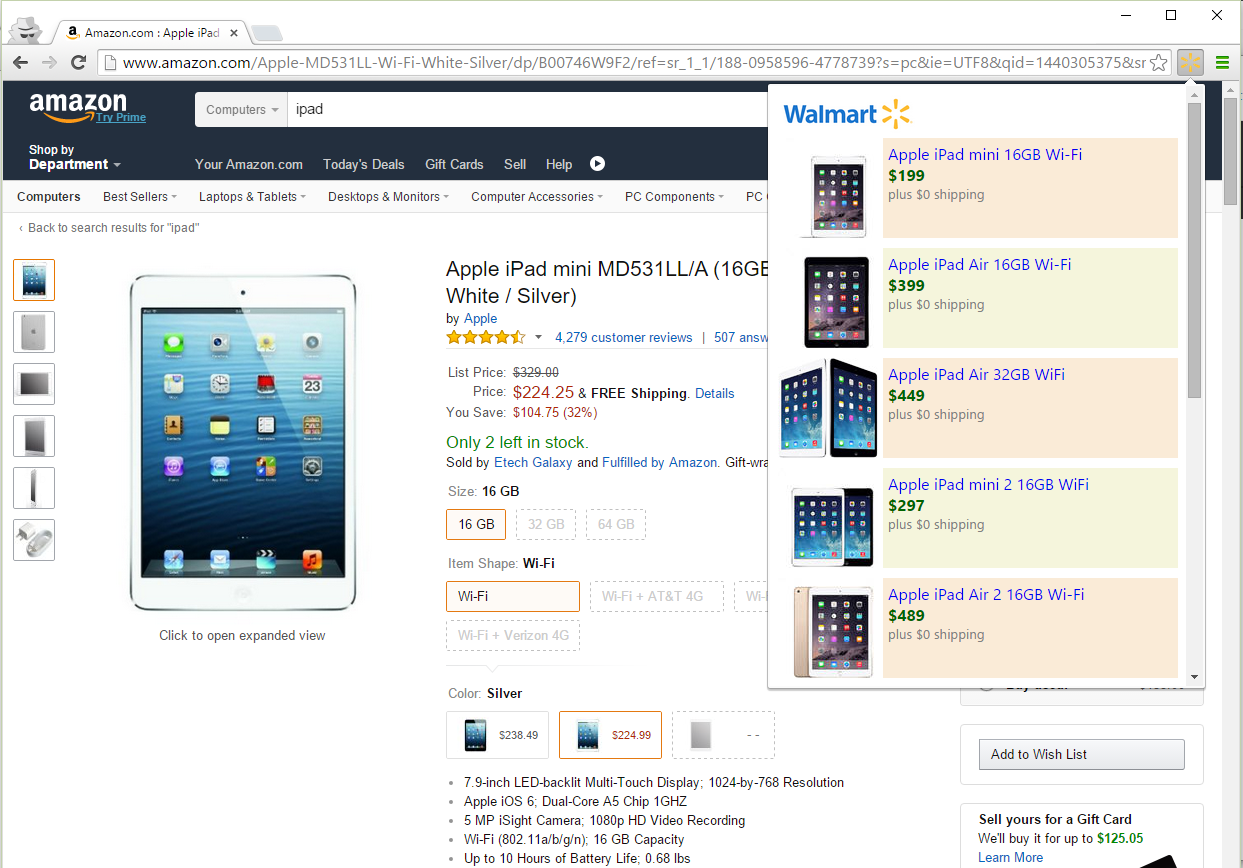 Amazon.com : Apple iPad
www.amazon.com/Apple-MD531LL-Wi-Fi-White-Silver/dp/B00746W9F2/ref=sr_1_1/188-0958596-4778739?s=pc&ie=UTF8&qid=1440305375&sr
amazon
Try Prime
Computers
ipad
Shop by
Department
Your Amazon.com Today's Deals Gift Cards Sell Help
Computers Best Sellers Laptops & Tablets Desktops & Monitors Computer Accessories PC Components PC
‹ Back to search results for "ipad"
Apple iPad mini MD531LL/A (16GB
White / Silver)
by Apple
4,279 customer reviews | 507 answ
List Price: $329.00
Price: $224.25 & FREE Shipping. Details
You Save: $104.75 (32%)
Only 2 left in stock.
Sold by Etech Galaxy and Fulfilled by Amazon. Gift-wra
Size: 16 GB
16 GB 32 GB 64 GB
Item Shape: Wi-Fi
Wi-Fi Wi-Fi + AT&T 4G Wi-
Wi-Fi + Verizon 4G
Color: Silver
$238.49 $224.99 - -
• 7.9-inch LED-backlit Multi-Touch Display; 1024-by-768 Resolution
• Apple iOS 6; Dual-Core A5 Chip 1GHZ
• 5 MP iSight Camera; 1080p HD Video Recording
• Wi-Fi (802.11a/b/g/n); 16 GB Capacity
• Up to 10 Hours of Battery Life; 0.68 lbs
23
Click to open expanded view
Walmart
Apple iPad mini 16GB Wi-Fi
$199
plus $0 shipping
Apple iPad Air 16GB Wi-Fi
$399
plus $0 shipping
Apple iPad Air 32GB WiFi
$449
plus $0 shipping
Apple iPad mini 2 16GB WiFi
$297
plus $0 shipping
Apple iPad Air 2 16GB Wi-Fi
$489
plus $0 shipping
Add to Wish List
Sell yours for a Gift Card
We'll buy it for up to $125.05
Learn More